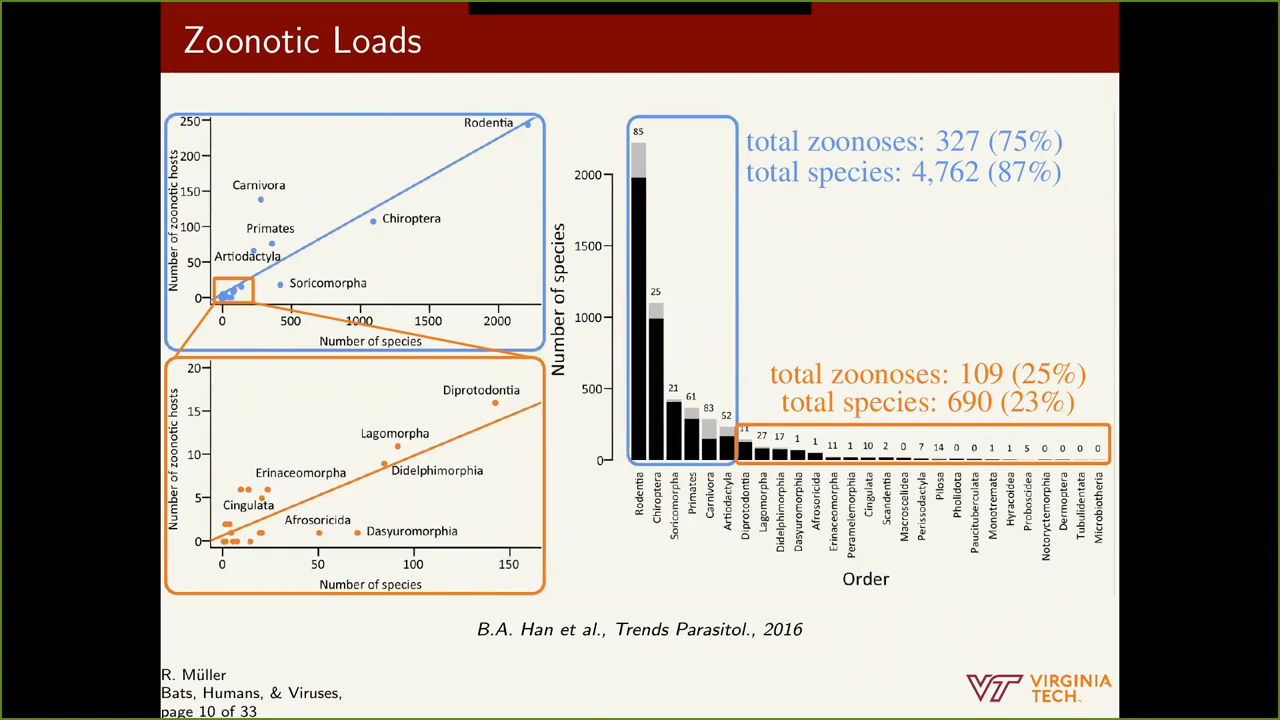 Zoonotic Loads
Number of zoonotic hosts
250
200
150
100
50
0
Rodentia
Carnivora
Primates
Chiroptera
Artiodactyla
Soricomorpha
0
500
1000
1500
2000
Number of species
Number of zoonotic hosts
20
15
10
5
0
Diprotodontia
Lagomorpha
Didelphimorphia
Erinaceomorpha
Cingulata
Afrosoricida
Dasyuromorphia
0
50
100
150
Number of species
Number of species
2000
1500
1000
500
0
85
25
21
61
83
52
11
27
17
1
1
11
1
10
2
0
7
14
0
0
1
1
5
0
0
0
0
total zoonoses: 327 (75%)
total species: 4,762 (87%)
total zoonoses: 109 (25%)
total species: 690 (23%)
Rodentia
Chiroptera
Soricomorpha
Primates
Carnivora
Artiodactyla
Diprotodontia
Lagomorpha
Didelphimorphia
Dasyuromorphia
Afrosoricida
Erinaceomorpha
Peramelemorphia
Cingulata
Scandentia
Macroscelidea
Perissodactyla
Pilosa
Pholidota
Paucituberculata
Monotremata
Hyracoidea
Proboscidea
Notoryctemorphia
Dermoptera
Tubulidentata
Microbiotheria
Order
B.A. Han et al., Trends Parasitol., 2016
R. Müller
Bats, Humans, & Viruses,
page 10 of 33
VT VIRGINIA
TECH